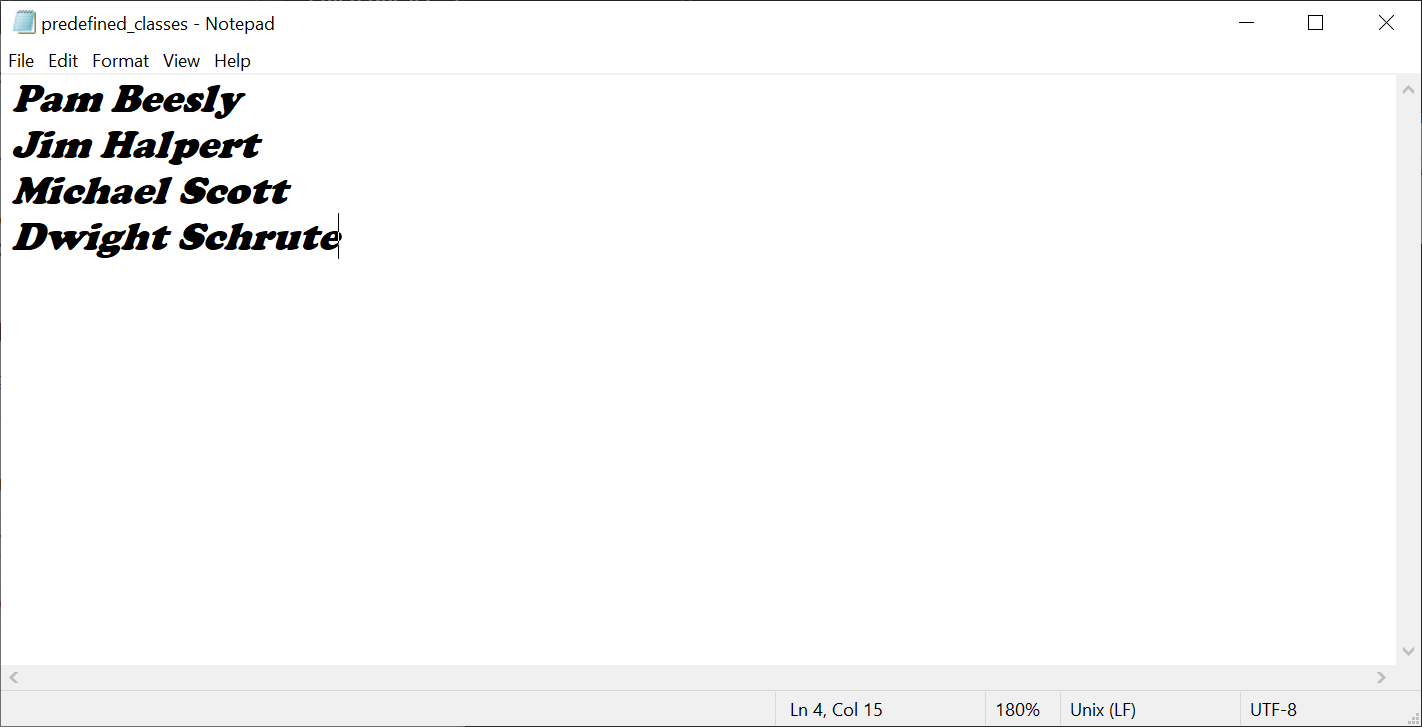 predefined_classes - Notepad
File Edit Format View Help
Pam Beesly
Jim Halpert
Michael Scott
Dwight Schrute
Ln 4, Col 15 180% Unix (LF) UTF-8